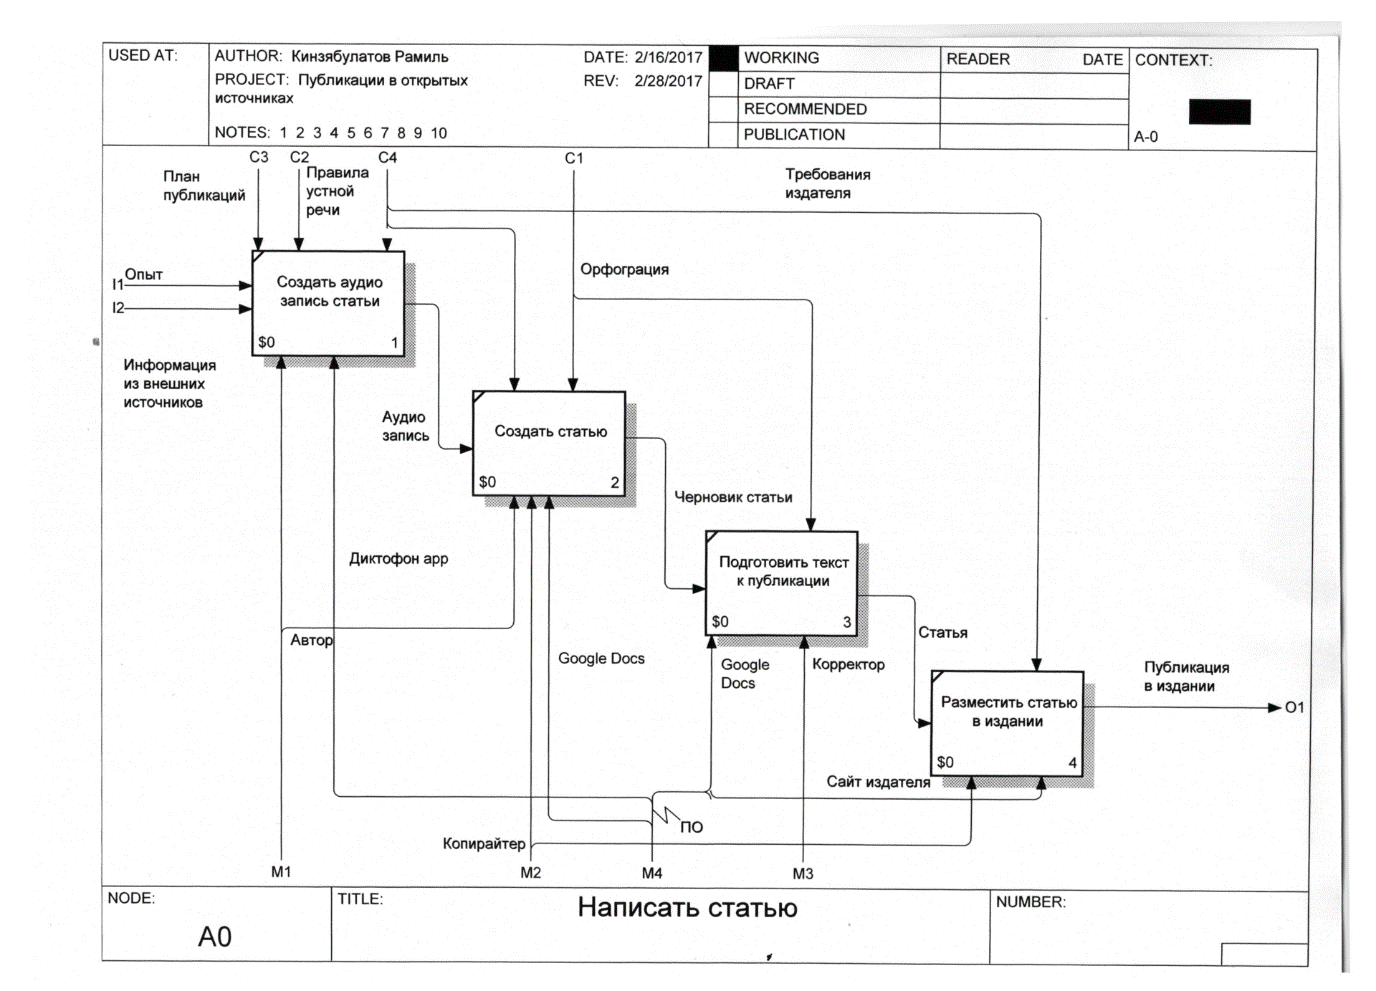 USED AT:
AUTHOR: Кинзябулатов Рамиль
DATE: 2/16/2017
PROJECT: Публикации в открытых
источниках
REV: 2/28/2017
NOTES: 1 2 3 4 5 6 7 8 9 10
WORKING
DRAFT
RECOMMENDED
PUBLICATION
READER DATE
CONTEXT:
A-0
C3
C2
C4
C1
План
публикаций
Правила
устной
речи
Требования
издателя
Орфограция
I1
Опыт
I2
Создать аудио
запись статьи
$0 1
Информация
из внешних
источников
Аудио
запись
Создать статью
$0 2
Черновик статьи
Диктофон app
Подготовить текст
к публикации
$0 3
Автор
Google Docs
Google
Docs
Корректор
Статья
Публикация
в издании
O1
Разместить статью
в издании
$0 4
Сайт издателя
ПО
Копирайтер
M1
M2
M4
M3
NODE:
A0
TITLE:
Написать статью
NUMBER: